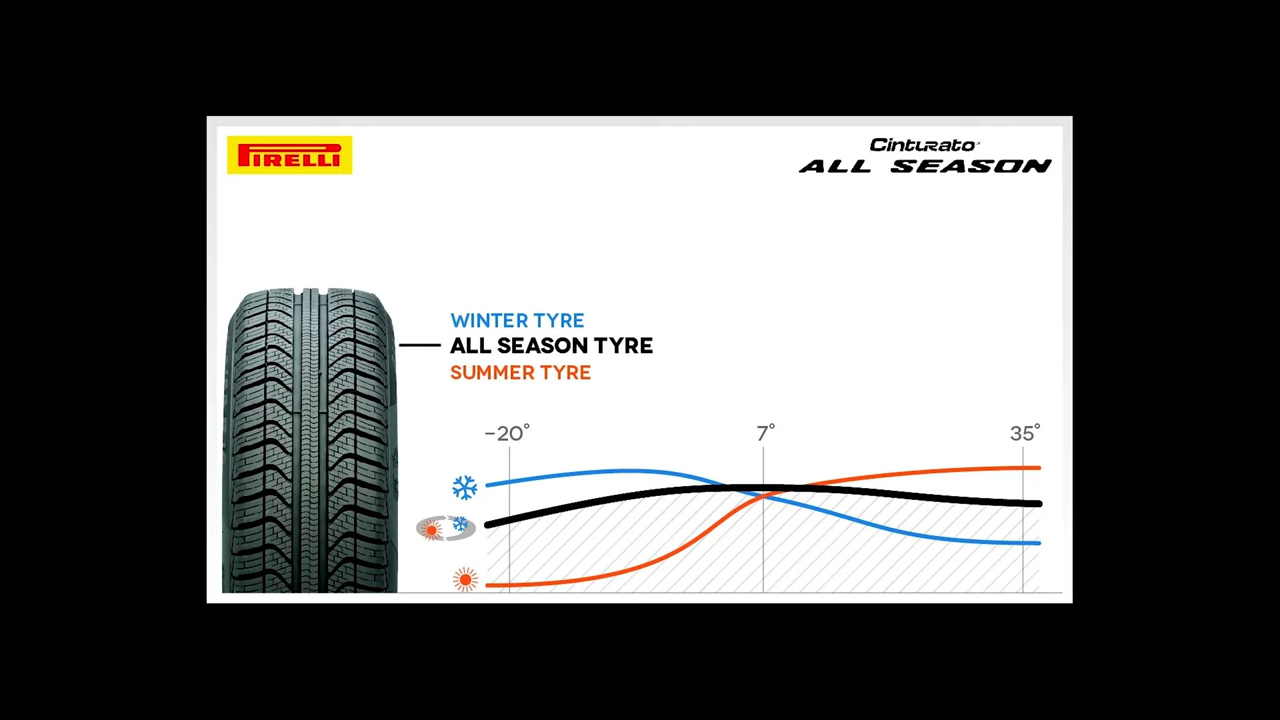 PIRELLI
Cinturato
ALL SEASON
WINTER TYRE
ALL SEASON TYRE
SUMMER TYRE
−20° 7° 35°